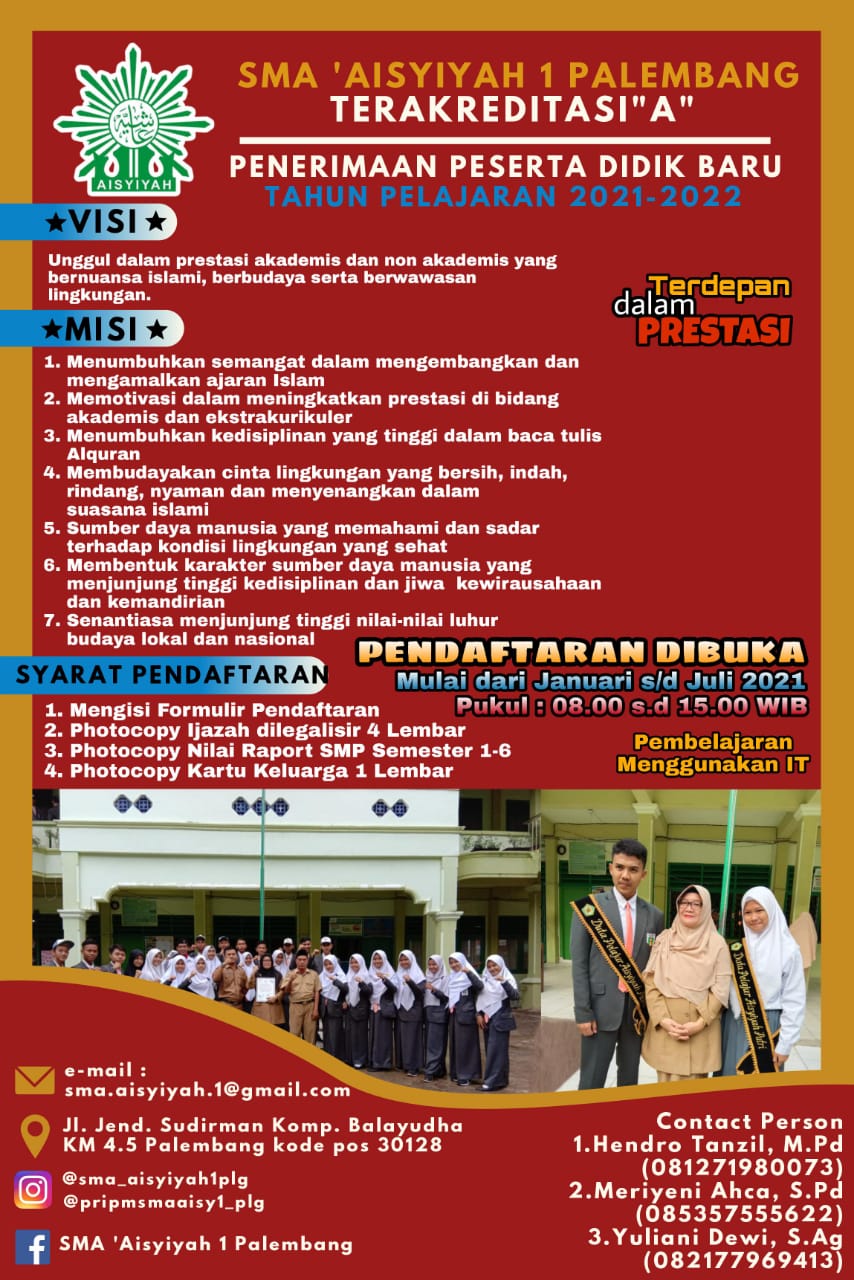 SMA 'AISYIYAH 1 PALEMBANG
TERAKREDITASI"A"
PENERIMAAN PESERTA DIDIK BARU
TAHUN PELAJARAN 2021-2022
AISYIYAH
VISI
Unggul dalam prestasi akademis dan non akademis yang
bernuansa islami, berbudaya serta berwawasan
lingkungan.
Terdepan
dalam
PRESTASI
MISI
1. Menumbuhkan semangat dalam mengembangkan dan
mengamalkan ajaran Islam
2. Memotivasi dalam meningkatkan prestasi di bidang
akademis dan ekstrakurikuler
3. Menumbuhkan kedisiplinan yang tinggi dalam baca tulis
Alquran
4. Membudayakan cinta lingkungan yang bersih, indah,
rindang, nyaman dan menyenangkan dalam
suasana islami
5. Sumber daya manusia yang memahami dan sadar
terhadap kondisi lingkungan yang sehat
6. Membentuk karakter sumber daya manusia yang
menjunjung tinggi kedisiplinan dan jiwa kewirausahaan
dan kemandirian
7. Senantiasa menjunjung tinggi nilai-nilai luhur
budaya lokal dan nasional
PENDAFTARAN DIBUKA
Mulai dari Januari s/d Juli 2021
Pukul : 08.00 s.d 15.00 WIB
SYARAT PENDAFTARAN
1. Mengisi Formulir Pendaftaran
2. Photocopy Ijazah dilegalisir 4 Lembar
3. Photocopy Nilai Raport SMP Semester 1-6
4. Photocopy Kartu Keluarga 1 Lembar
Pembelajaran
Menggunakan IT
Duta Pelajar Aisyiyah
Duta Pelajar Aisyiyah Putri
e-mail :
sma.aisyiyah.1@gmail.com
Jl. Jend. Sudirman Komp. Balayudha
KM 4.5 Palembang kode pos 30128
@sma_aisyiyah1plg
@pripmsmaaisy1_plg
SMA 'Aisyiyah 1 Palembang
Contact Person
1.Hendro Tanzil, M.Pd
(081271980073)
2.Meriyeni Ahca, S.Pd
(085357555622)
3.Yuliani Dewi, S.Ag
(082177969413)